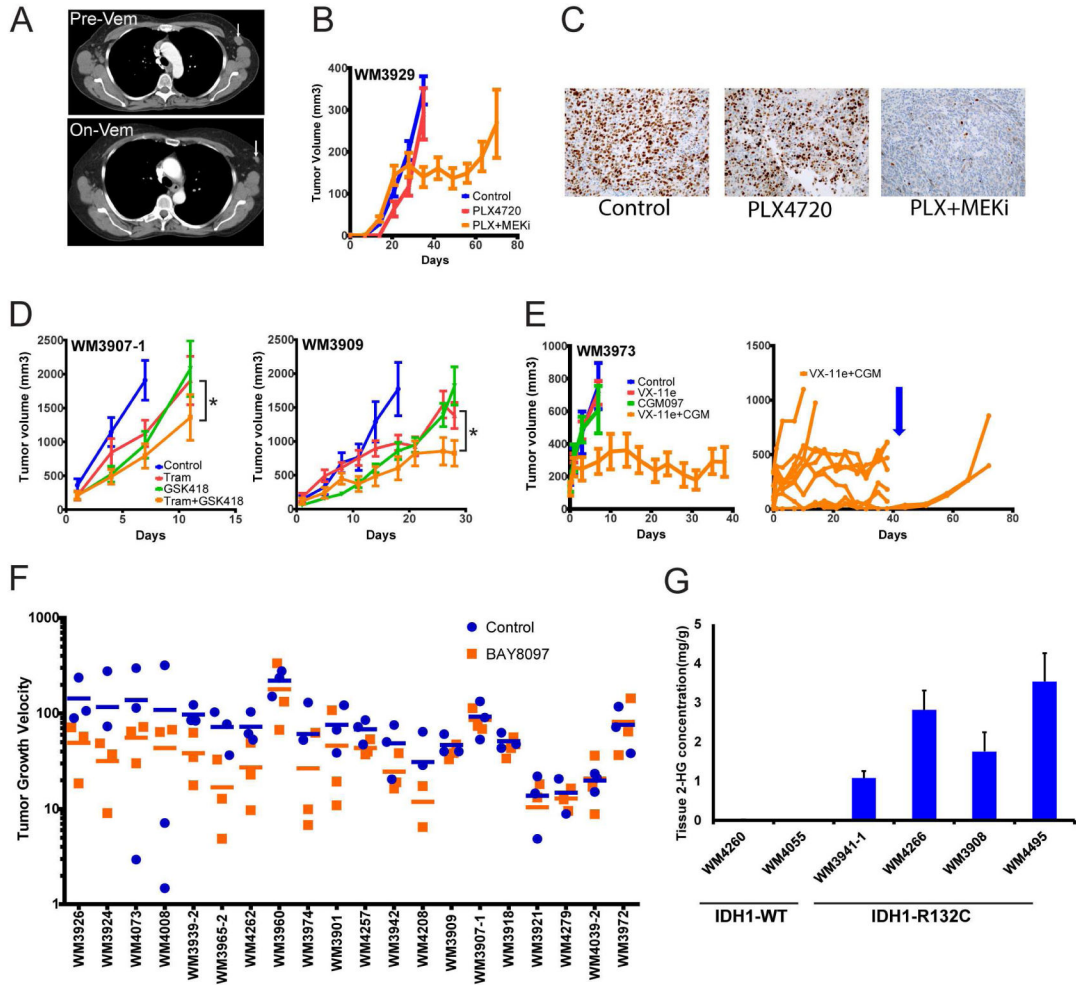 A
Pre-Vem
On-Vem
B
WM3929
Tumor Volume (mm3)
400
300
200
100
0
0 20 40 60 80
Days
Control
PLX4720
PLX+MEKi
C
Control
PLX4720
PLX+MEKi
D
WM3907-1
Tumor volume (mm3)
2500
2000
1500
1000
500
0
0 5 10 15
Days
Control
Tram
GSK418
Tram+GSK418
*
WM3909
Tumor volume (mm3)
2500
2000
1500
1000
500
0
0 10 20 30
Days
*
E
WM3973
Tumor volume (mm3)
1000
800
600
400
200
0
0 10 20 30 40
Days
Control
VX-11e
CGM097
VX-11e+CGM
1500
1000
500
0
0 20 40 60 80
Days
VX-11e+CGM
F
Tumor Growth Velocity
1000
100
10
1
Control
BAY8097
WM3926
WM3924
WM4073
WM4008
WM3939-2
WM3965-2
WM4262
WM3960
WM3974
WM3901
WM4257
WM3942
WM4208
WM3909
WM3907-1
WM3918
WM3921
WM4279
WM4039-2
WM3972
G
Tissue 2-HG concentration(mg/g)
5
4
3
2
1
0
WM4260
WM4055
WM3941-1
WM4266
WM3908
WM4495
IDH1-WT
IDH1-R132C